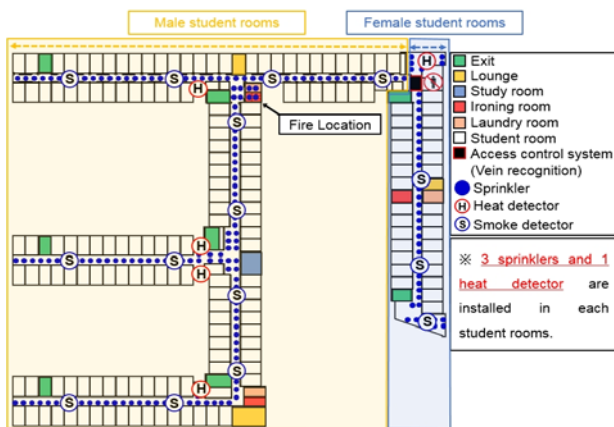 Male student rooms
Female student rooms
Exit
Lounge
Study room
Ironing room
Laundry room
Student room
Access control system
(Vein recognition)
Sprinkler
H Heat detector
S Smoke detector
Fire Location
※ 3 sprinklers and 1
heat detector are
installed in each
student rooms.
H
S
S
S
S
H
S
S
S
H
S
S
S
H
S
S
H
S
S
S
S